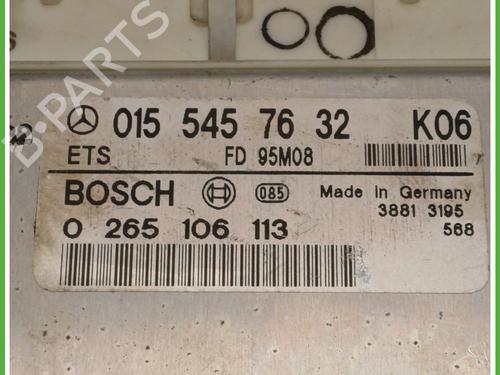 015 545 76 32 K06
ETS FD 95M08
BOSCH 085 Made in Germany
3881 3195
0 265 106 113 568